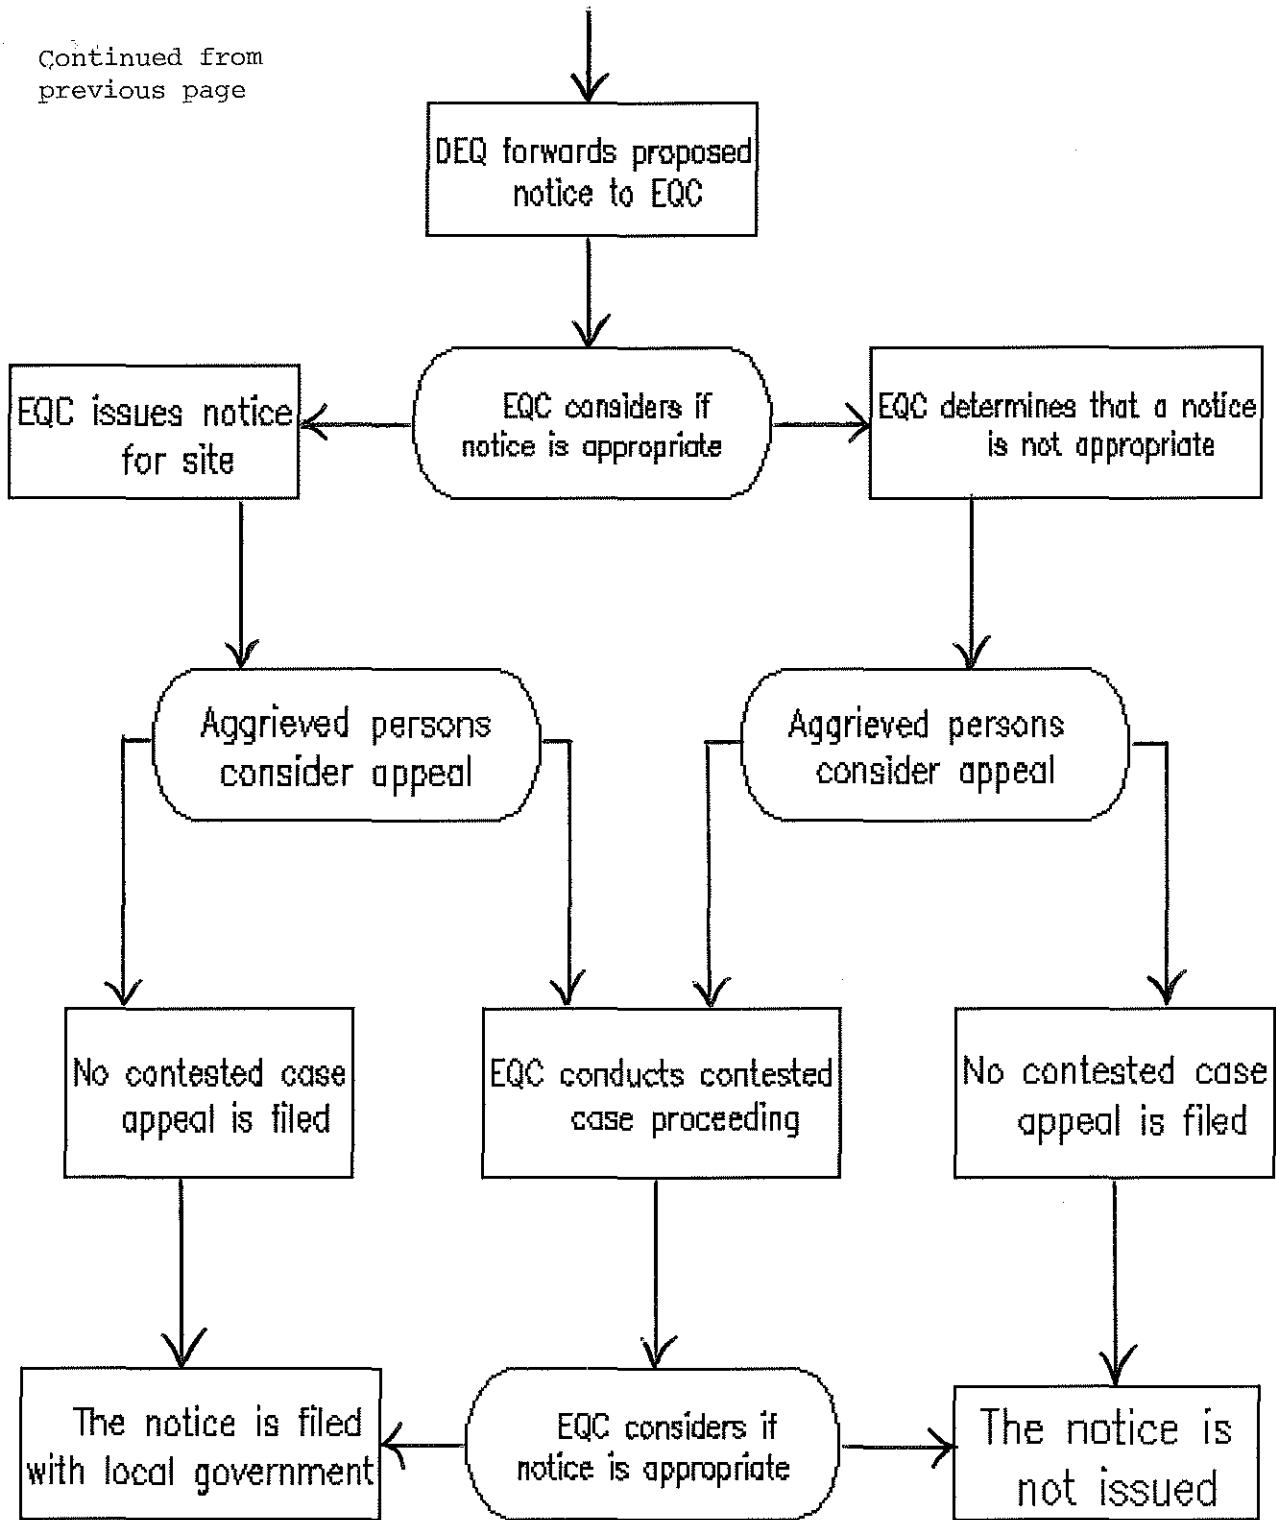 Continued from
previous page
DEQ forwards proposed
notice to EQC
EQC issues notice
for site
EQC considers if
notice is appropriate
EQC determines that a notice
is not appropriate
Aggrieved persons
consider appeal
Aggrieved persons
consider appeal
No contested case
appeal is filed
EQC conducts contested
case proceeding
No contested case
appeal is filed
The notice is filed
with local government
EQC considers if
notice is appropriate
The notice is
not issued